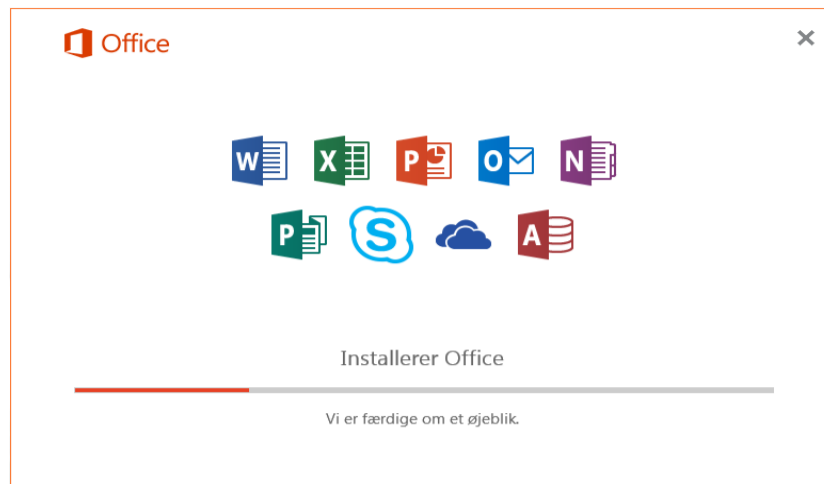 Office
W X P O N
P S A
Installerer Office
Vi er færdige om et øjeblik.